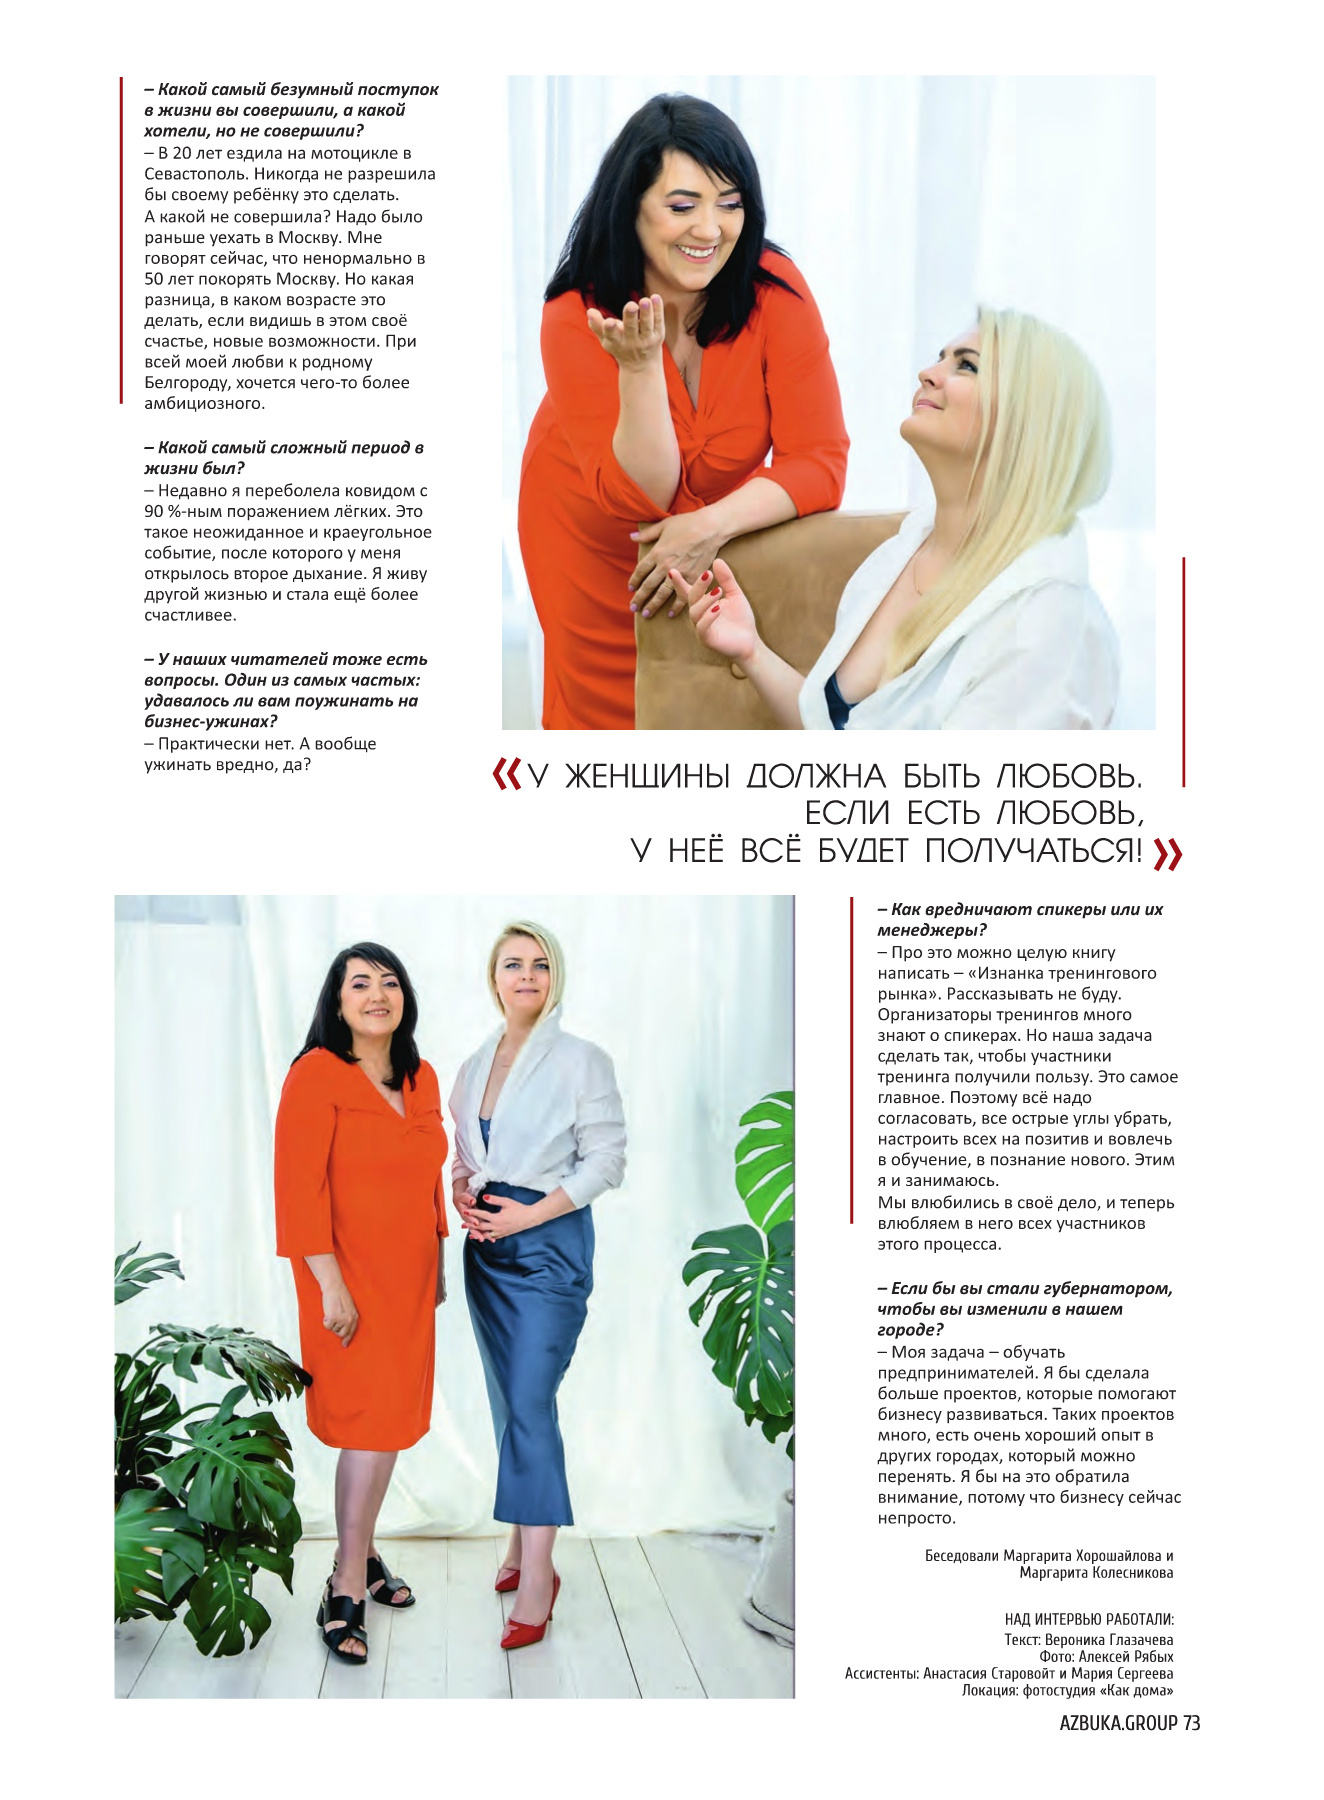 – Какой самый безумный поступок
в жизни вы совершили, а какой
хотели, но не совершили?
– В 20 лет ездила на мотоцикле в
Севастополь. Никогда не разрешила
бы своему ребёнку это сделать.
А какой не совершила? Надо было
раньше уехать в Москву. Мне
говорят сейчас, что ненормально в
50 лет покорять Москву. Но какая
разница, в каком возрасте это
делать, если видишь в этом своё
счастье, новые возможности. При
всей моей любви к родному
Белгороду, хочется чего-то более
амбициозного.
– Какой самый сложный период в
жизни был?
– Недавно я переболела ковидом с
90 %-ным поражением лёгких. Это
такое неожиданное и краеугольное
событие, после которого у меня
открылось второе дыхание. Я живу
другой жизнью и стала ещё более
счастливее.
– У наших читателей тоже есть
вопросы. Один из самых частых:
удавалось ли вам поужинать на
бизнес-ужинах?
– Практически нет. А вообще
ужинать вредно, да?
«У ЖЕНЩИНЫ ДОЛЖНА БЫТЬ ЛЮБОВЬ.
ЕСЛИ ЕСТЬ ЛЮБОВЬ,
У НЕЁ ВСЁ БУДЕТ ПОЛУЧАТЬСЯ!»
– Как вредничают спикеры или их
менеджеры?
– Про это можно целую книгу
написать – «Изнанка тренингового
рынка». Рассказывать не буду.
Организаторы тренингов много
знают о спикерах. Но наша задача
сделать так, чтобы участники
тренинга получили пользу. Это самое
главное. Поэтому всё надо
согласовать, все острые углы убрать,
настроить всех на позитив и вовлечь
в обучение, в познание нового. Этим
я и занимаюсь.
Мы влюбились в своё дело, и теперь
влюбляем в него всех участников
этого процесса.
– Если бы вы стали губернатором,
чтобы вы изменили в нашем
городе?
– Моя задача – обучать
предпринимателей. Я бы сделала
больше проектов, которые помогают
бизнесу развиваться. Таких проектов
много, есть очень хороший опыт в
других городах, который можно
перенять. Я бы на это обратила
внимание, потому что бизнесу сейчас
непросто.
Беседовали Маргарита Хорошайлова и
Маргарита Колесникова
НАД ИНТЕРВЬЮ РАБОТАЛИ:
Текст: Вероника Глазачева
Фото: Алексей Рябых
Ассистенты: Анастасия Старовойт и Мария Сергеева
Локация: фотостудия «Как дома»
AZBUKA.GROUP 73